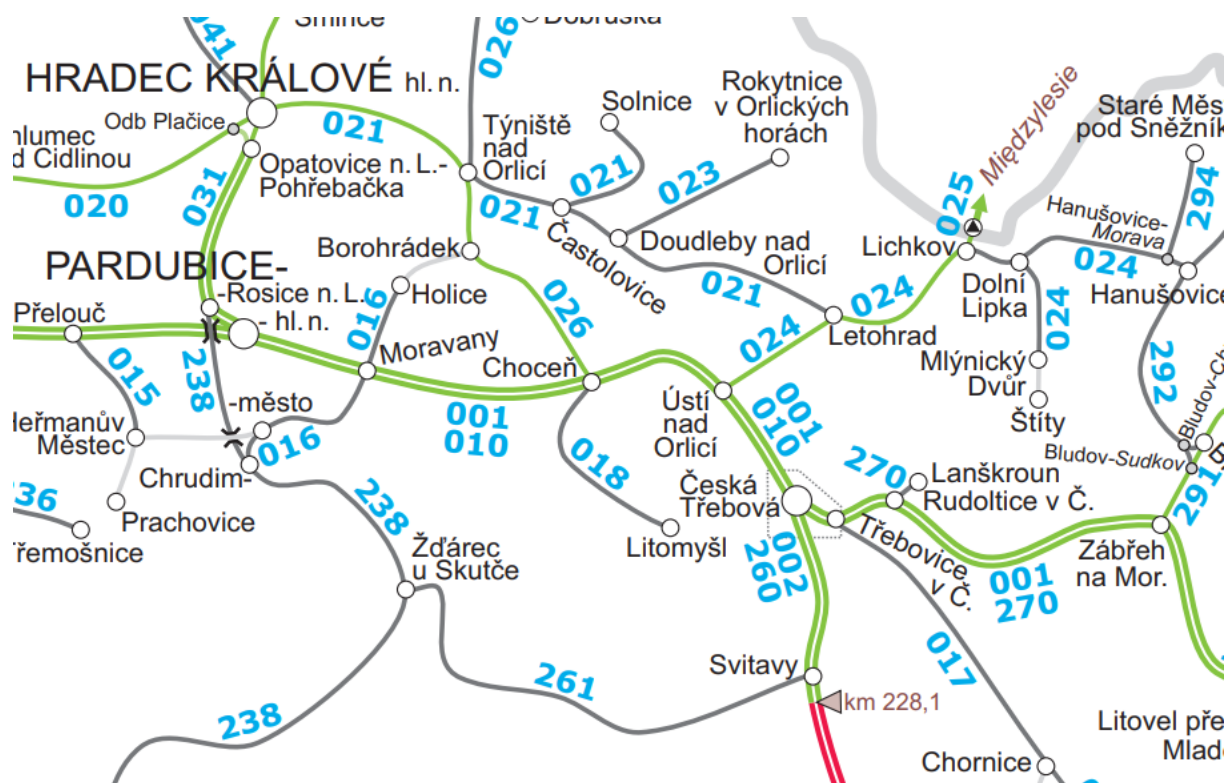 041
026
Dobruška
HRADEC KRÁLOVÉ hl. n.
Odb Plačice
021
Týniště
nad
Orlicí
Solnice
Rokytnice
v Orlických
horách
Międzylesie
025
Staré Měs
pod Sněžník
294
hlumec
d Cidlinou
Opatovice n. L.-
Pohřebačka
020
031
021
021
023
Častolovice
Doudleby nad
Orlicí
021
Lichkov
Hanušovice-
Morava
024
Hanušovice
Dolní
Lipka
024
Borohrádek
Holice
PARDUBICE-
-Rosice n. L.
- hl. n.
Přelouč
016
026
024
024
Letohrad
Mlýnický
Dvůr
Štíty
292
Moravany
Choceň
001
010
Ústí
nad
Orlicí
001
010
015
238
Heřmanův
Městec
-město
016
Chrudim-
018
Litomyšl
Česká
Třebová
270
Lanškroun
Rudoltice v Č.
Bludov-Sudkov
291
36
Prachovice
Třemošnice
238
Žďárec
u Skutče
002
260
Třebovice
v Č.
001
270
Zábřeh
na Mor.
017
Svitavy
km 228,1
261
238
Chornice
Litovel pře
Mlad